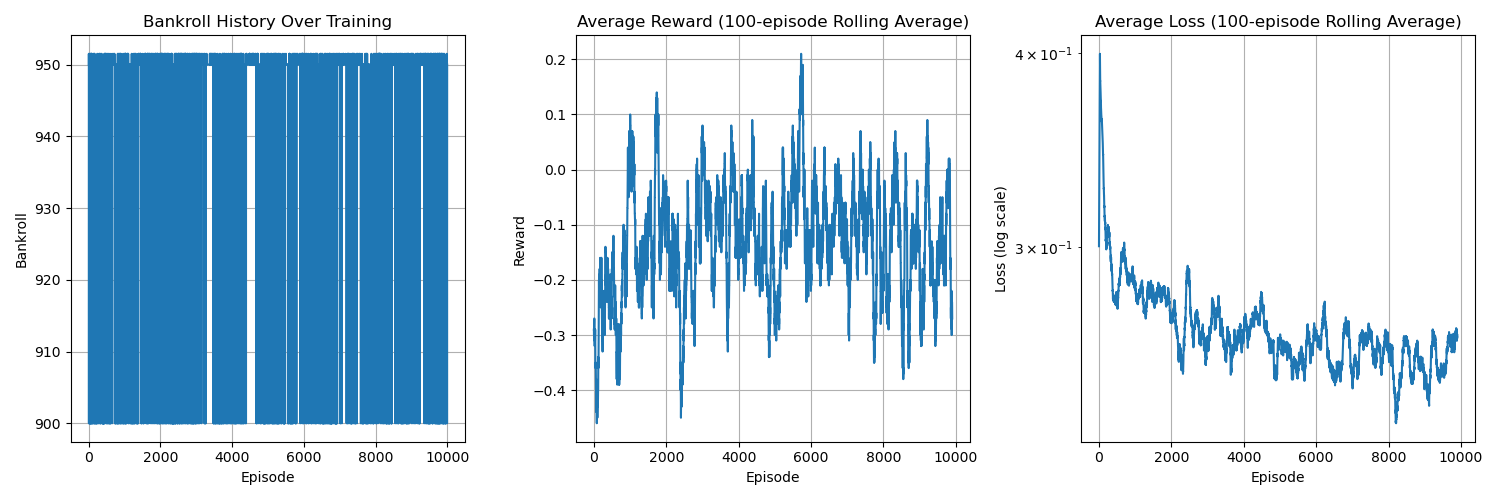 Bankroll History Over Training
Bankroll
950
940
930
920
910
900
0 2000 4000 6000 8000 10000
Episode
Average Reward (100-episode Rolling Average)
Reward
0.2
0.1
0.0
−0.1
−0.2
−0.3
−0.4
0 2000 4000 6000 8000 10000
Episode
Average Loss (100-episode Rolling Average)
Loss (log scale)
4 × 10⁻¹
3 × 10⁻¹
0 2000 4000 6000 8000 10000
Episode